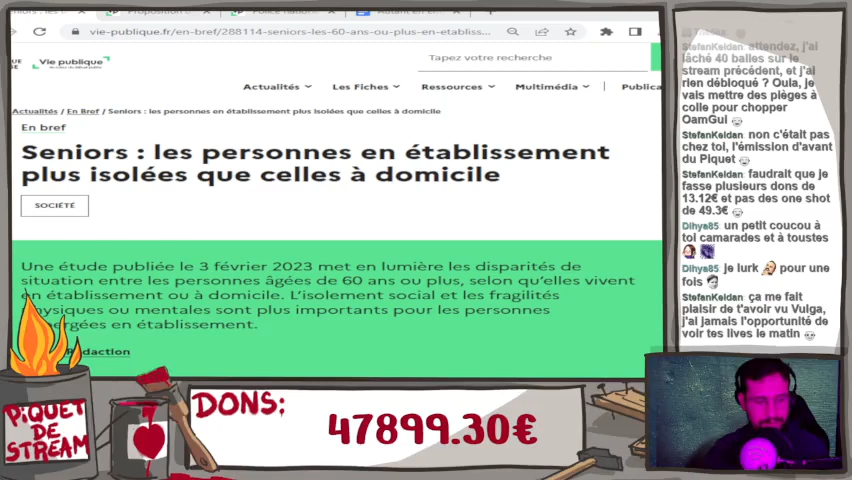 vie-publique.fr/en-bref/288114-seniors-les-60-ans-ou-plus-en-etabliss...
Vie publique
Tapez votre recherche
Actualités
Les Fiches
Ressources
Multimédia
Publica
Actualités / En Bref / Seniors : les personnes en établissement plus isolées que celles à domicile
En bref
Seniors : les personnes en établissement
plus isolées que celles à domicile
SOCIÉTÉ
Une étude publiée le 3 février 2023 met en lumière les disparités de
situation entre les personnes âgées de 60 ans ou plus, selon qu'elles vivent
en établissement ou à domicile. L'isolement social et les fragilités
physiques ou mentales sont plus importants pour les personnes
ergées en établissement.
Rédaction
PIQUET
DE
STREAM
DONS:
47899.30€
StefanKeidan: attendez, j'ai
lâché 40 balles sur le
stream précédent, et j'ai
rien débloqué ? Oula, je
vais mettre des pièges à
colle pour chopper
OamGui
StefanKeidan: non c'était pas
chez toi, l'émission d'avant
du Piquet
StefanKeidan: faudrait que je
fasse plusieurs dons de
13.12€ et pas des one shot
de 49.3€
Dihya85: un petit coucou à
toi camarades et à toustes
Dihya85: je lurk pour une
fois
StefanKeidan: ça me fait
plaisir de t'avoir vu Vulga,
j'ai jamais l'opportunité de
voir tes lives le matin